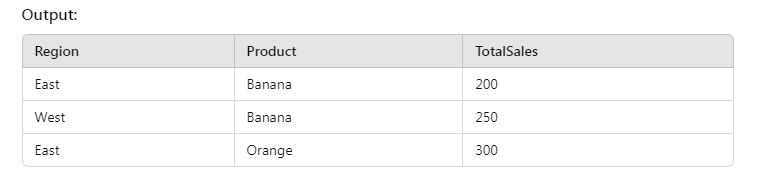 Output:
Region Product TotalSales
East Banana 200
West Banana 250
East Orange 300